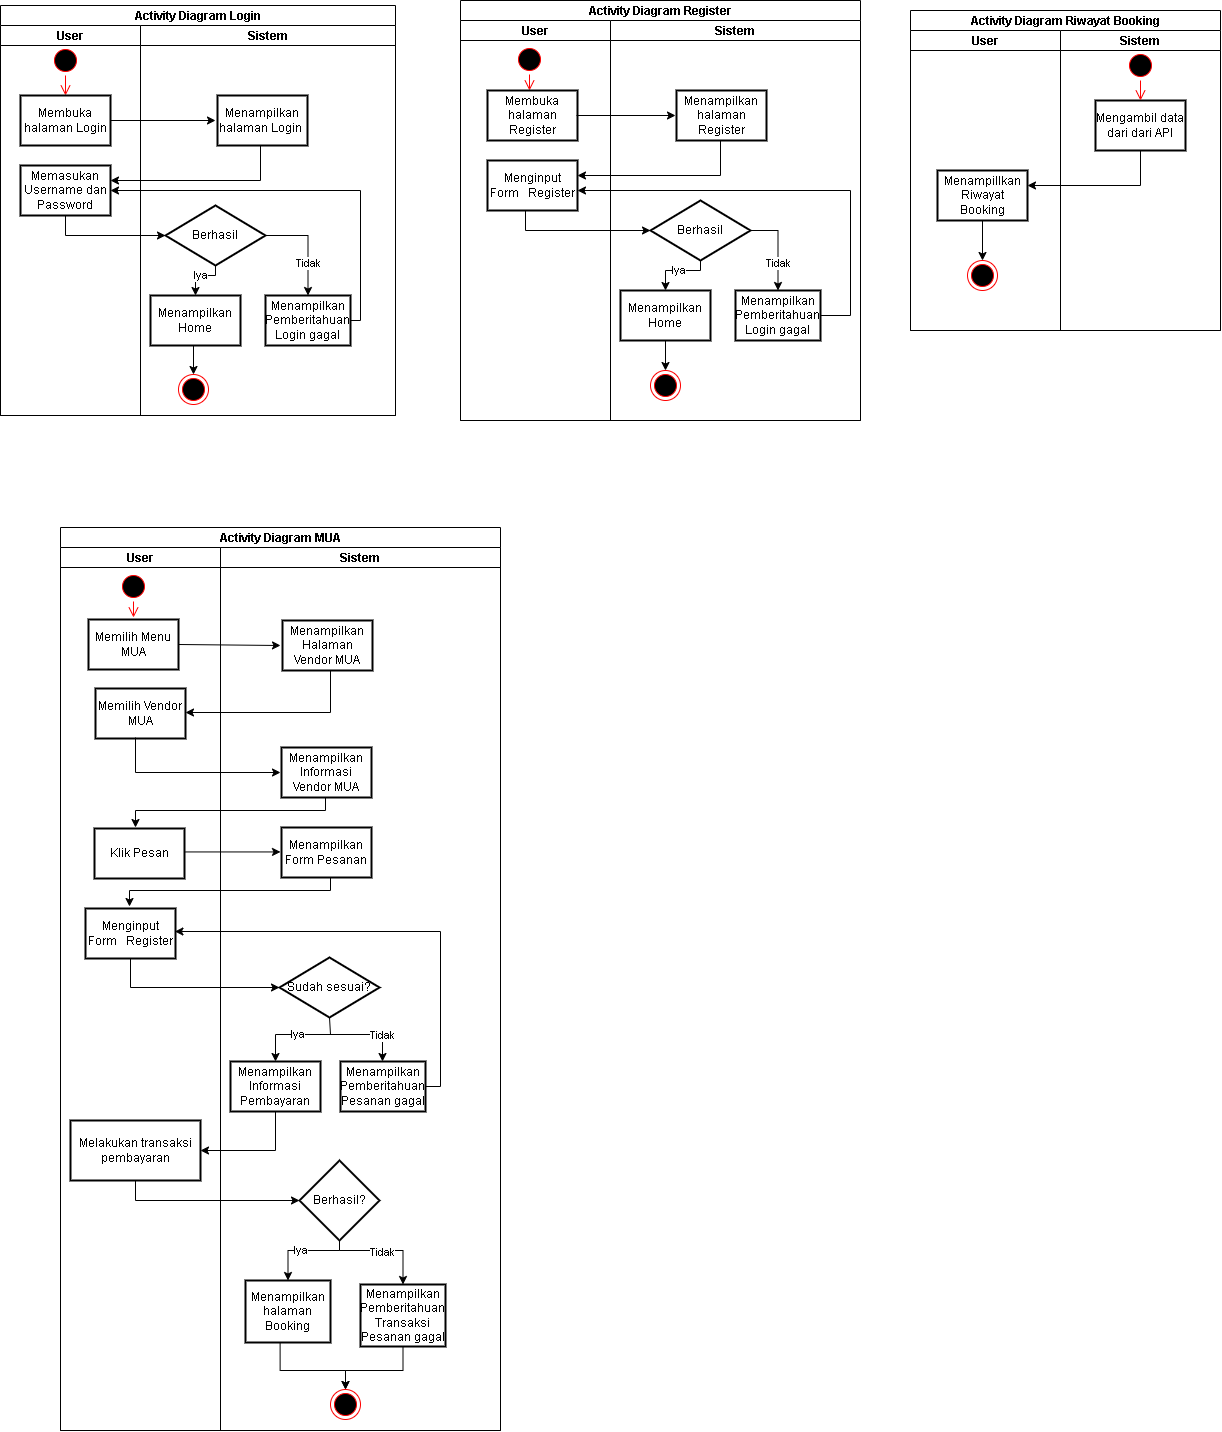 Activity Diagram Login
User
Sistem
Membuka
halaman Login
Menampilkan
halaman Login
Memasukan
Username dan
Password
Berhasil
Iya
Tidak
Menampilkan
Home
Menampilkan
Pemberitahuan
Login gagal
Activity Diagram Register
User
Sistem
Membuka
halaman
Register
Menampilkan
halaman
Register
Menginput
Form   Register
Berhasil
Iya
Tidak
Menampilkan
Home
Menampilkan
Pemberitahuan
Login gagal
Activity Diagram Riwayat Booking
User
Sistem
Mengambil data
dari dari API
Menampillkan
Riwayat
Booking
Activity Diagram MUA
User
Sistem
Memilih Menu
MUA
Menampilkan
Halaman
Vendor MUA
Memilih Vendor
MUA
Menampilkan
Informasi
Vendor MUA
Klik Pesan
Menampilkan
Form Pesanan
Menginput
Form   Register
Sudah sesuai?
Iya
Tidak
Menampilkan
Informasi
Pembayaran
Menampilkan
Pemberitahuan
Pesanan gagal
Melakukan transaksi
pembayaran
Berhasil?
Iya
Tidak
Menampilkan
halaman
Booking
Menampilkan
Pemberitahuan
Transaksi
Pesanan gagal